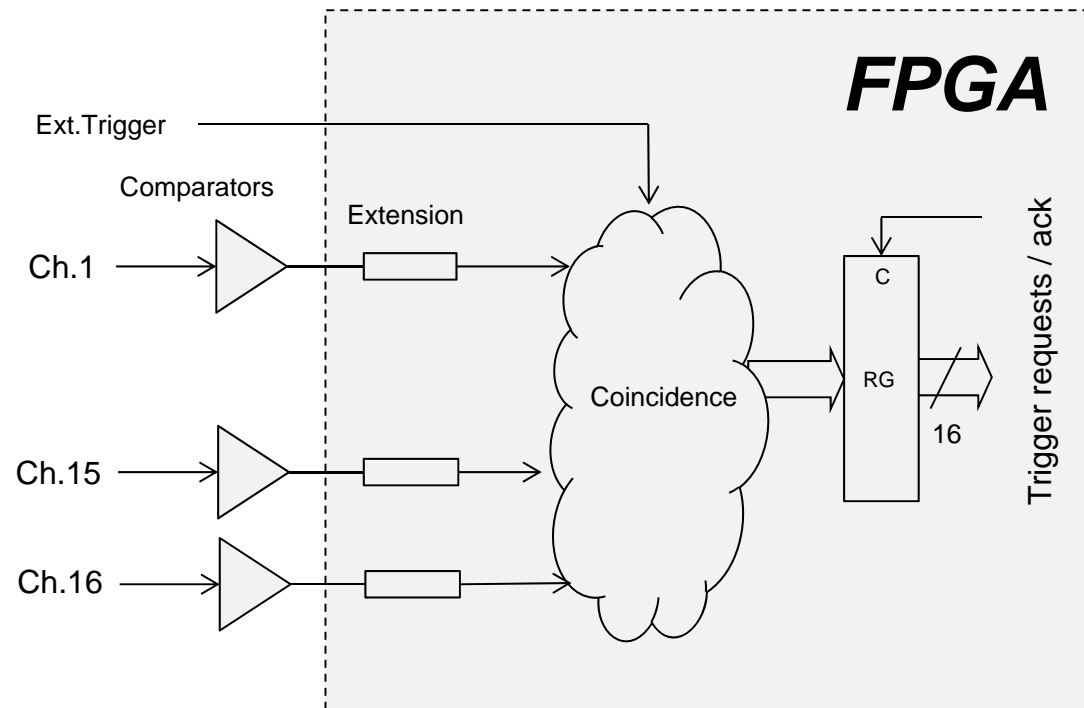 FPGA
Ext.Trigger
Comparators
Extension
Ch.1
C
Trigger requests / ack
RG
Coincidence
16
Ch.15
Ch.16